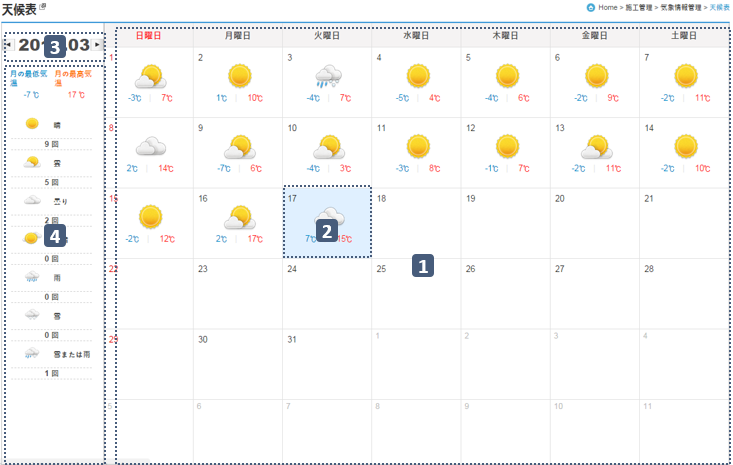 天候表
Home > 施工管理 > 気象情報管理 > 天候表
3
月の最低気温 月の最高気温
-7 ℃ 17 ℃
晴
9 回
雲
5 回
曇り
2 回
4
0 回
雨
0 回
雪
0 回
雪または雨
1 回
日曜日 月曜日 火曜日 水曜日 木曜日 金曜日 土曜日
1 2 3 4 5 6 7
-3℃ 7℃ 1℃ 10℃ -4℃ 7℃ -5℃ 4℃ -4℃ 6℃ -2℃ 9℃ -2℃ 11℃
8 9 10 11 12 13 14
2℃ 14℃ -7℃ 6℃ -4℃ 3℃ -3℃ 8℃ -1℃ 7℃ -2℃ 11℃ -2℃ 10℃
15 16 17 18 19 20 21
-2℃ 12℃ 2℃ 17℃ 7℃ 2 15℃
1
22 23 24 25 26 27 28
29 30 31 1 2 3 4
5 6 7 8 9 10 11